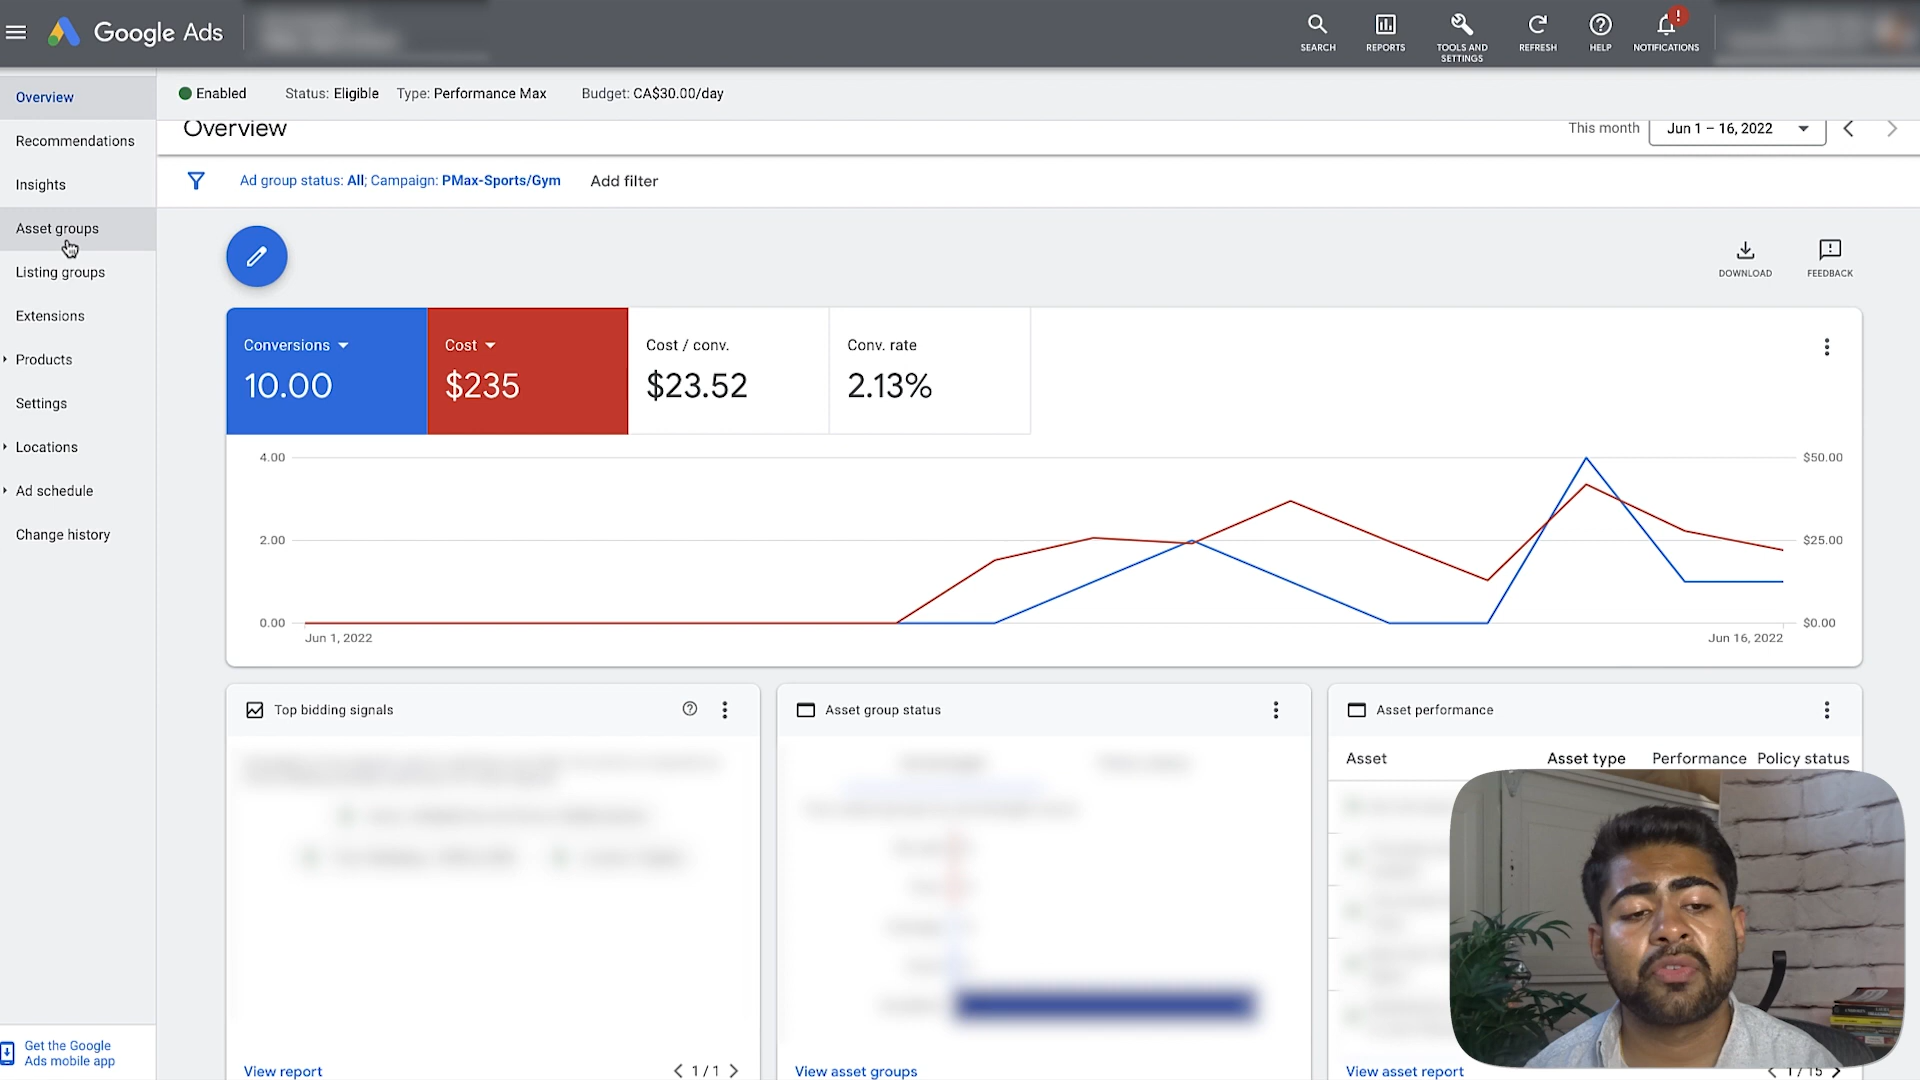 Google Ads
SEARCH
REPORTS
TOOLS AND
SETTINGS
REFRESH
HELP
!
NOTIFICATIONS
Overview
Recommendations
Insights
Asset groups
Listing groups
Extensions
Products
Settings
Locations
Ad schedule
Change history
Get the Google
Ads mobile app
Enabled Status: Eligible Type: Performance Max Budget: CA$30.00/day
Overview
This month Jun 1 – 16, 2022
Ad group status: All; Campaign: PMax-Sports/Gym Add filter
DOWNLOAD
FEEDBACK
Conversions
10.00
Cost
$235
Cost / conv.
$23.52
Conv. rate
2.13%
4.00
2.00
0.00
$50.00
$25.00
$0.00
Jun 1, 2022
Jun 16, 2022
Top bidding signals
View report
1 / 1
Asset group status
View asset groups
Asset performance
Asset Asset type Performance Policy status
View asset report
1 / 15